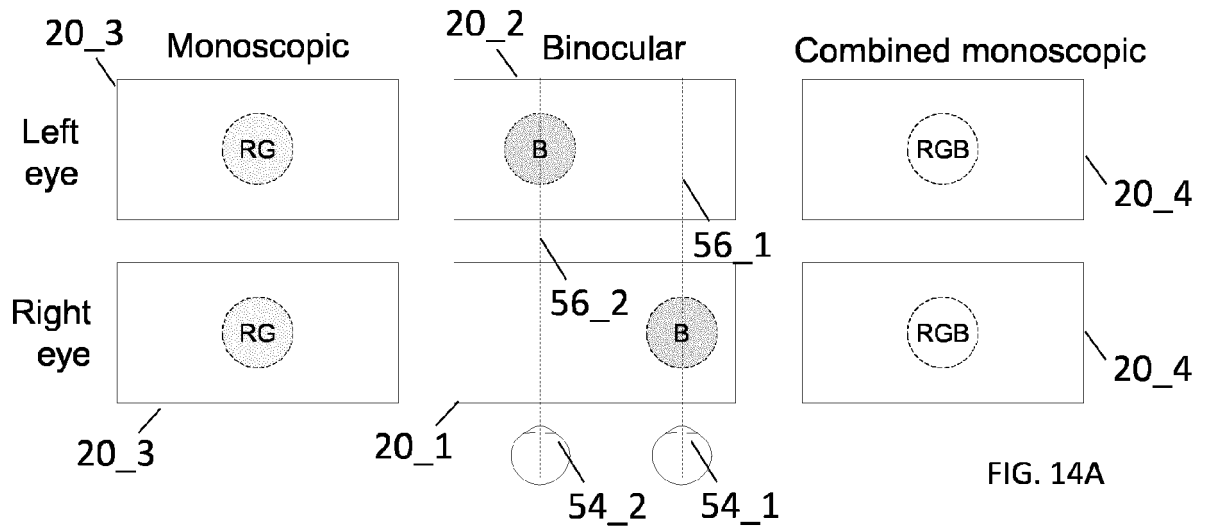 20_3
Monoscopic
20_2
Binocular
Combined monoscopic
Left
eye
RG
B
RGB
20_4
56_1
56_2
Right
eye
RG
B
RGB
20_4
20_3
20_1
54_2
54_1
FIG. 14A